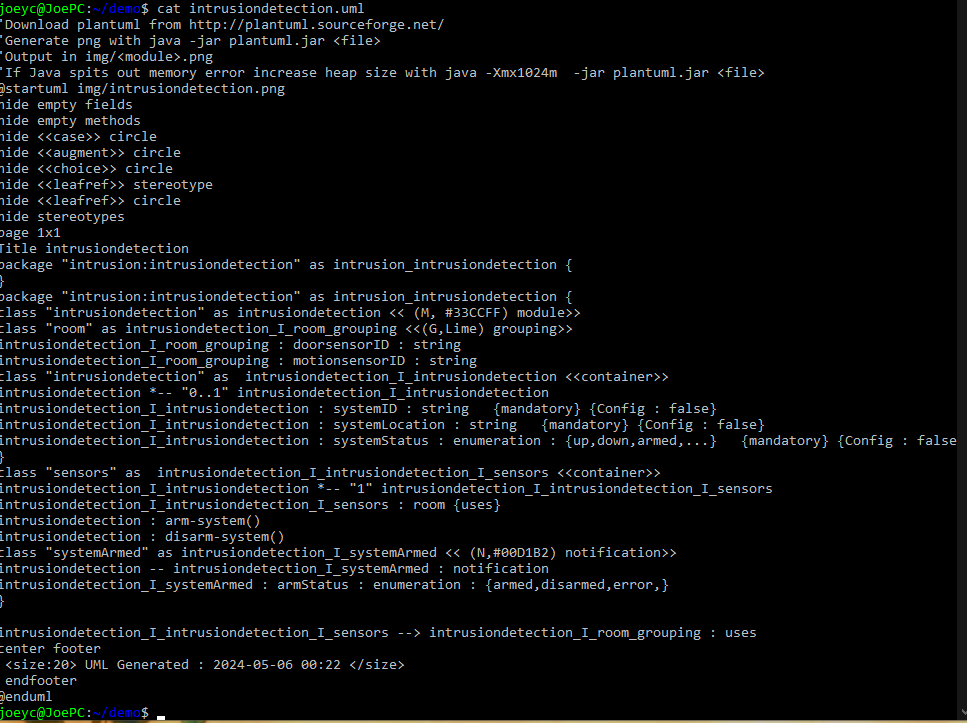 joeyc@JoePC:~/demo$ cat intrusiondetection.uml
'Download plantuml from http://plantuml.sourceforge.net/
'Generate png with java -jar plantuml.jar <file>
'Output in img/<module>.png
'If Java spits out memory error increase heap size with java -Xmx1024m  -jar plantuml.jar <file>
@startuml img/intrusiondetection.png
hide empty fields
hide empty methods
hide <<case>> circle
hide <<augment>> circle
hide <<choice>> circle
hide <<leafref>> stereotype
hide <<leafref>> circle
hide stereotypes
page 1x1
Title intrusiondetection
package "intrusion:intrusiondetection" as intrusion_intrusiondetection {
}
package "intrusion:intrusiondetection" as intrusion_intrusiondetection {
class "intrusiondetection" as intrusiondetection << (M, #33CCFF) module>>
class "room" as intrusiondetection_I_room_grouping <<(G,Lime) grouping>>
intrusiondetection_I_room_grouping : doorsensorID : string
intrusiondetection_I_room_grouping : motionsensorID : string
class "intrusiondetection" as  intrusiondetection_I_intrusiondetection <<container>>
intrusiondetection *-- "0..1" intrusiondetection_I_intrusiondetection
intrusiondetection_I_intrusiondetection : systemID : string   {mandatory} {Config : false}
intrusiondetection_I_intrusiondetection : systemLocation : string   {mandatory} {Config : false}
intrusiondetection_I_intrusiondetection : systemStatus : enumeration : {up,down,armed,...}   {mandatory} {Config : false
}
class "sensors" as  intrusiondetection_I_intrusiondetection_I_sensors <<container>>
intrusiondetection_I_intrusiondetection *-- "1" intrusiondetection_I_intrusiondetection_I_sensors
intrusiondetection_I_intrusiondetection_I_sensors : room {uses}
intrusiondetection : arm-system()
intrusiondetection : disarm-system()
class "systemArmed" as intrusiondetection_I_systemArmed << (N,#00D1B2) notification>>
intrusiondetection -- intrusiondetection_I_systemArmed : notification
intrusiondetection_I_systemArmed : armStatus : enumeration : {armed,disarmed,error,}
}
intrusiondetection_I_intrusiondetection_I_sensors --> intrusiondetection_I_room_grouping : uses
center footer
 <size:20> UML Generated : 2024-05-06 00:22 </size>
 endfooter
@enduml
joeyc@JoePC:~/demo$